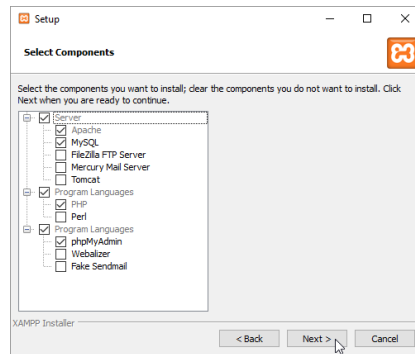 Setup
Select Components
Select the components you want to install; clear the components you do not want to install. Click
Next when you are ready to continue.
Server
Apache
MySQL
FileZilla FTP Server
Mercury Mail Server
Tomcat
Program Languages
PHP
Perl
Program Languages
phpMyAdmin
Webalizer
Fake Sendmail
XAMPP Installer
< Back Next > Cancel